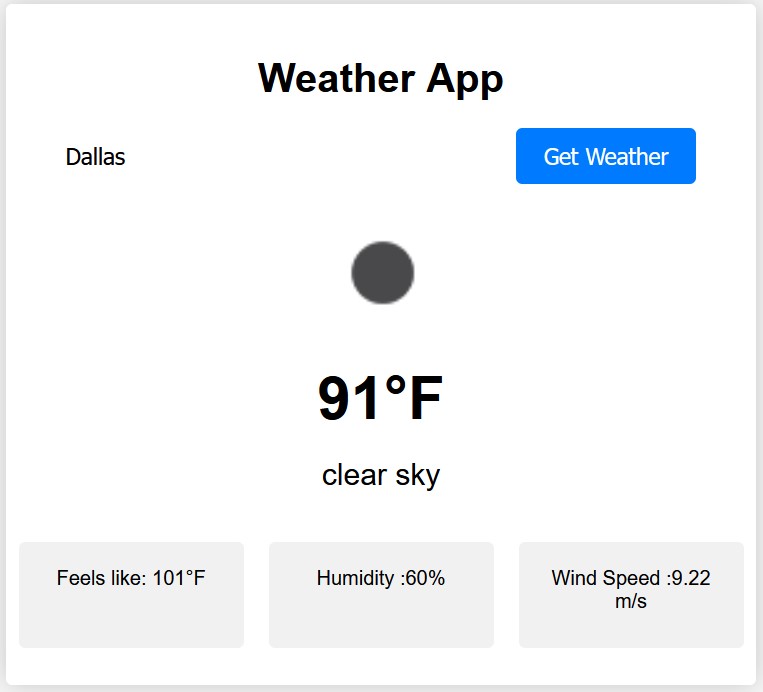 Weather App
Dallas
Get Weather
91°F
clear sky
Feels like: 101°F
Humidity :60%
Wind Speed :9.22
m/s